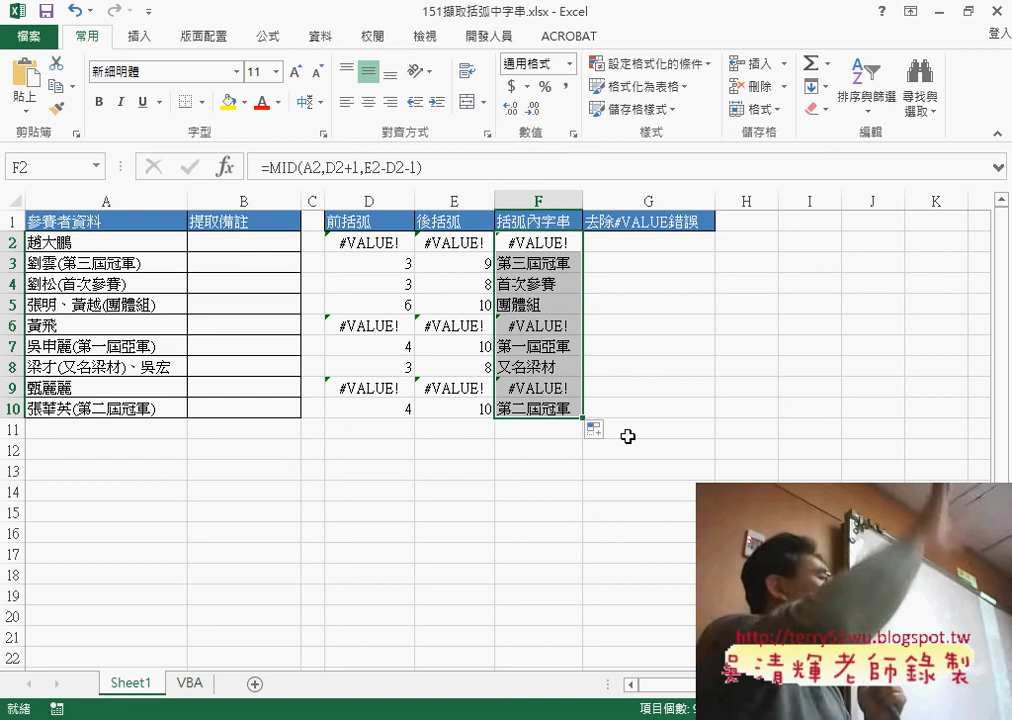 151擷取括弧中字串.xlsx - Excel
?
檔案 常用 插入 版面配置 公式 資料 校閱 檢視 開發人員 ACROBAT 登入
貼上 新細明體 11 通用格式 設定格式化的條件 插入 Σ
B I U A 中 $ % , 格式化為表格 刪除 排序與篩選 尋找與選取
儲存格樣式 格式
剪貼簿 字型 對齊方式 數值 樣式 儲存格 編輯
F2 fx =MID(A2,D2+1,E2-D2-1)
A B C D E F G H I J K
1 參賽者資料 提取備註 前括弧 後括弧 括弧內字串 去除#VALUE錯誤
2 趙大鵬 #VALUE! #VALUE! #VALUE!
3 劉雲(第三屆冠軍) 3 9 第三屆冠軍
4 劉松(首次參賽) 3 8 首次參賽
5 張明、黃越(團體組) 6 10 團體組
6 黃飛 #VALUE! #VALUE! #VALUE!
7 吳申麗(第一屆亞軍) 4 10 第一屆亞軍
8 梁才(又名梁材)、吳宏 3 8 又名梁材
9 甄麗麗 #VALUE! #VALUE! #VALUE!
10 張華英(第二屆冠軍) 4 10 第二屆冠軍
11
12
13
14
15
16
17
18
19
20
21
22
http://terry55wu.blogspot.tw
吳清輝老師錄製
Sheet1 VBA
就緒 項目個數: